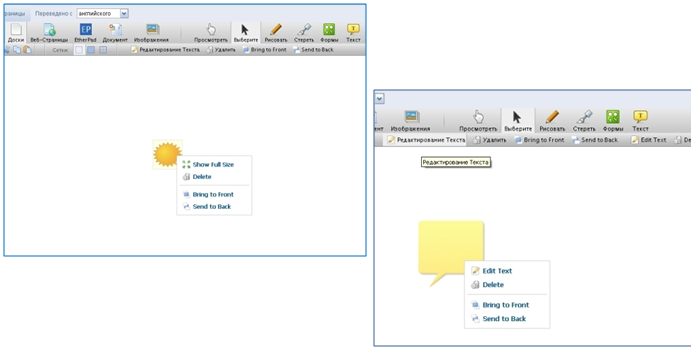 раницы Переведено с английского
Доски Веб-Страницы EtherPad Документ Изображения Просмотреть Выберите Рисовать Стереть Формы Текст
Сетки: Редактирование Текста Удалить Bring to Front Send to Back
Show Full Size
Delete
Bring to Front
Send to Back
ент Изображения Просмотреть Выберите Рисовать Стереть Формы Текст
Редактирование Текста Удалить Bring to Front Send to Back Edit Text De
Редактирование Текста
Edit Text
Delete
Bring to Front
Send to Back